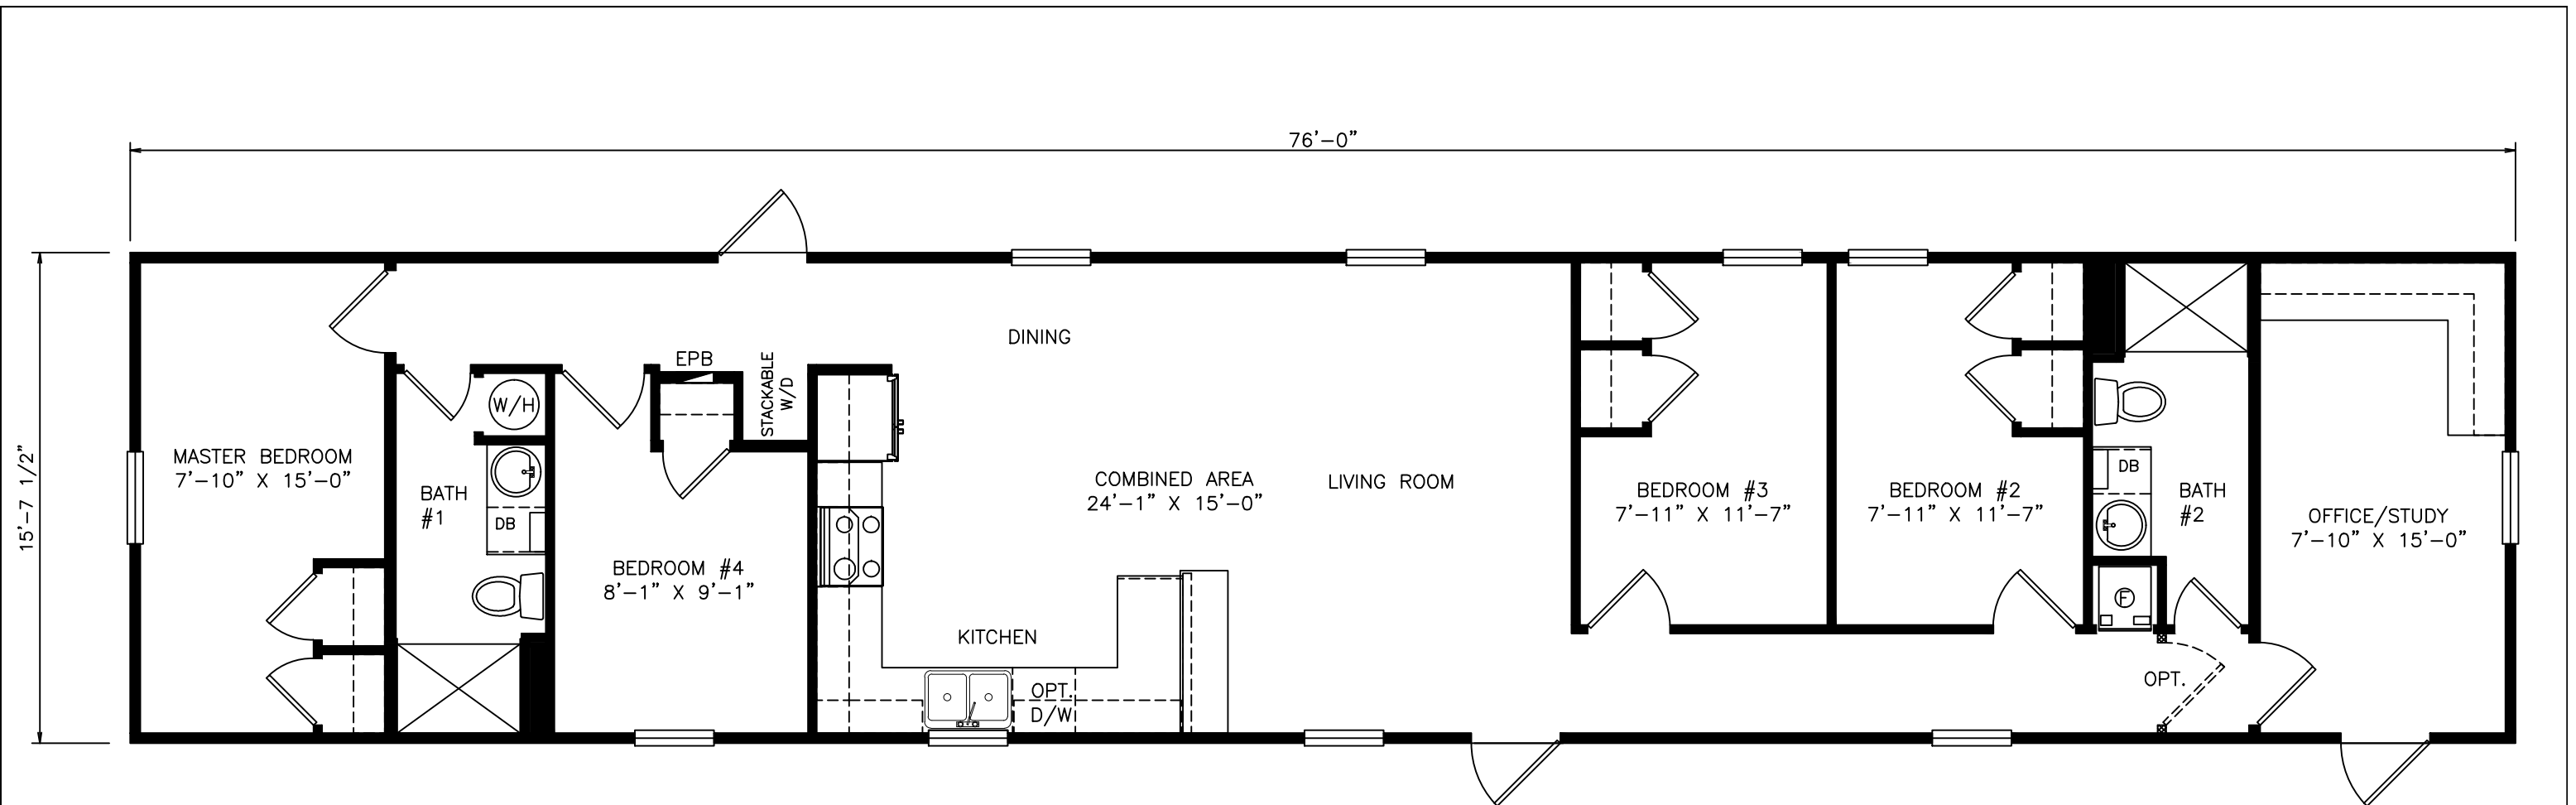 76'-0"
15'-7 1/2"
MASTER BEDROOM
7'-10" X 15'-0"
BATH
#1
W/H
DB
EPB
STACKABLE
W/D
BEDROOM #4
8'-1" X 9'-1"
DINING
COMBINED AREA
24'-1" X 15'-0"
LIVING ROOM
KITCHEN
OPT.
D/W
BEDROOM #3
7'-11" X 11'-7"
BEDROOM #2
7'-11" X 11'-7"
DB
BATH
#2
F
OPT.
OFFICE/STUDY
7'-10" X 15'-0"